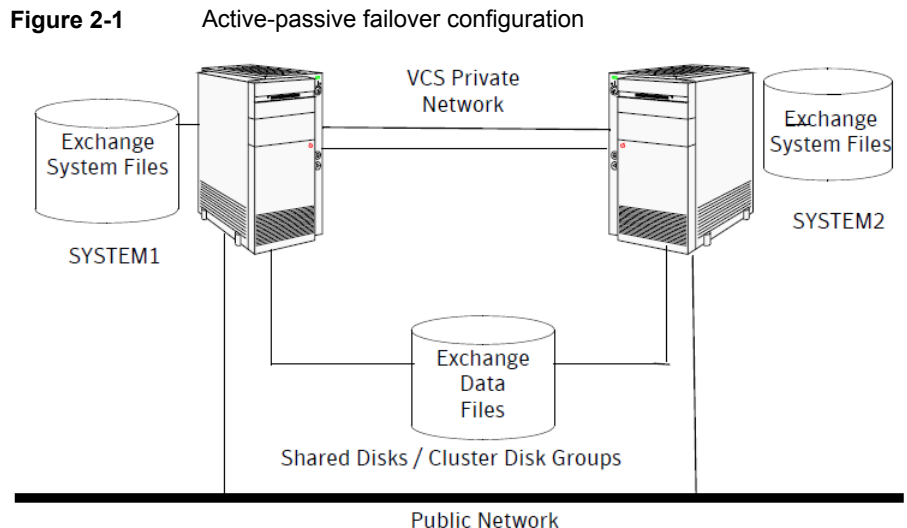 Figure 2-1 Active-passive failover configuration
VCS Private
Network
Exchange
System Files
SYSTEM1
Exchange
System Files
SYSTEM2
Exchange
Data
Files
Shared Disks / Cluster Disk Groups
Public Network